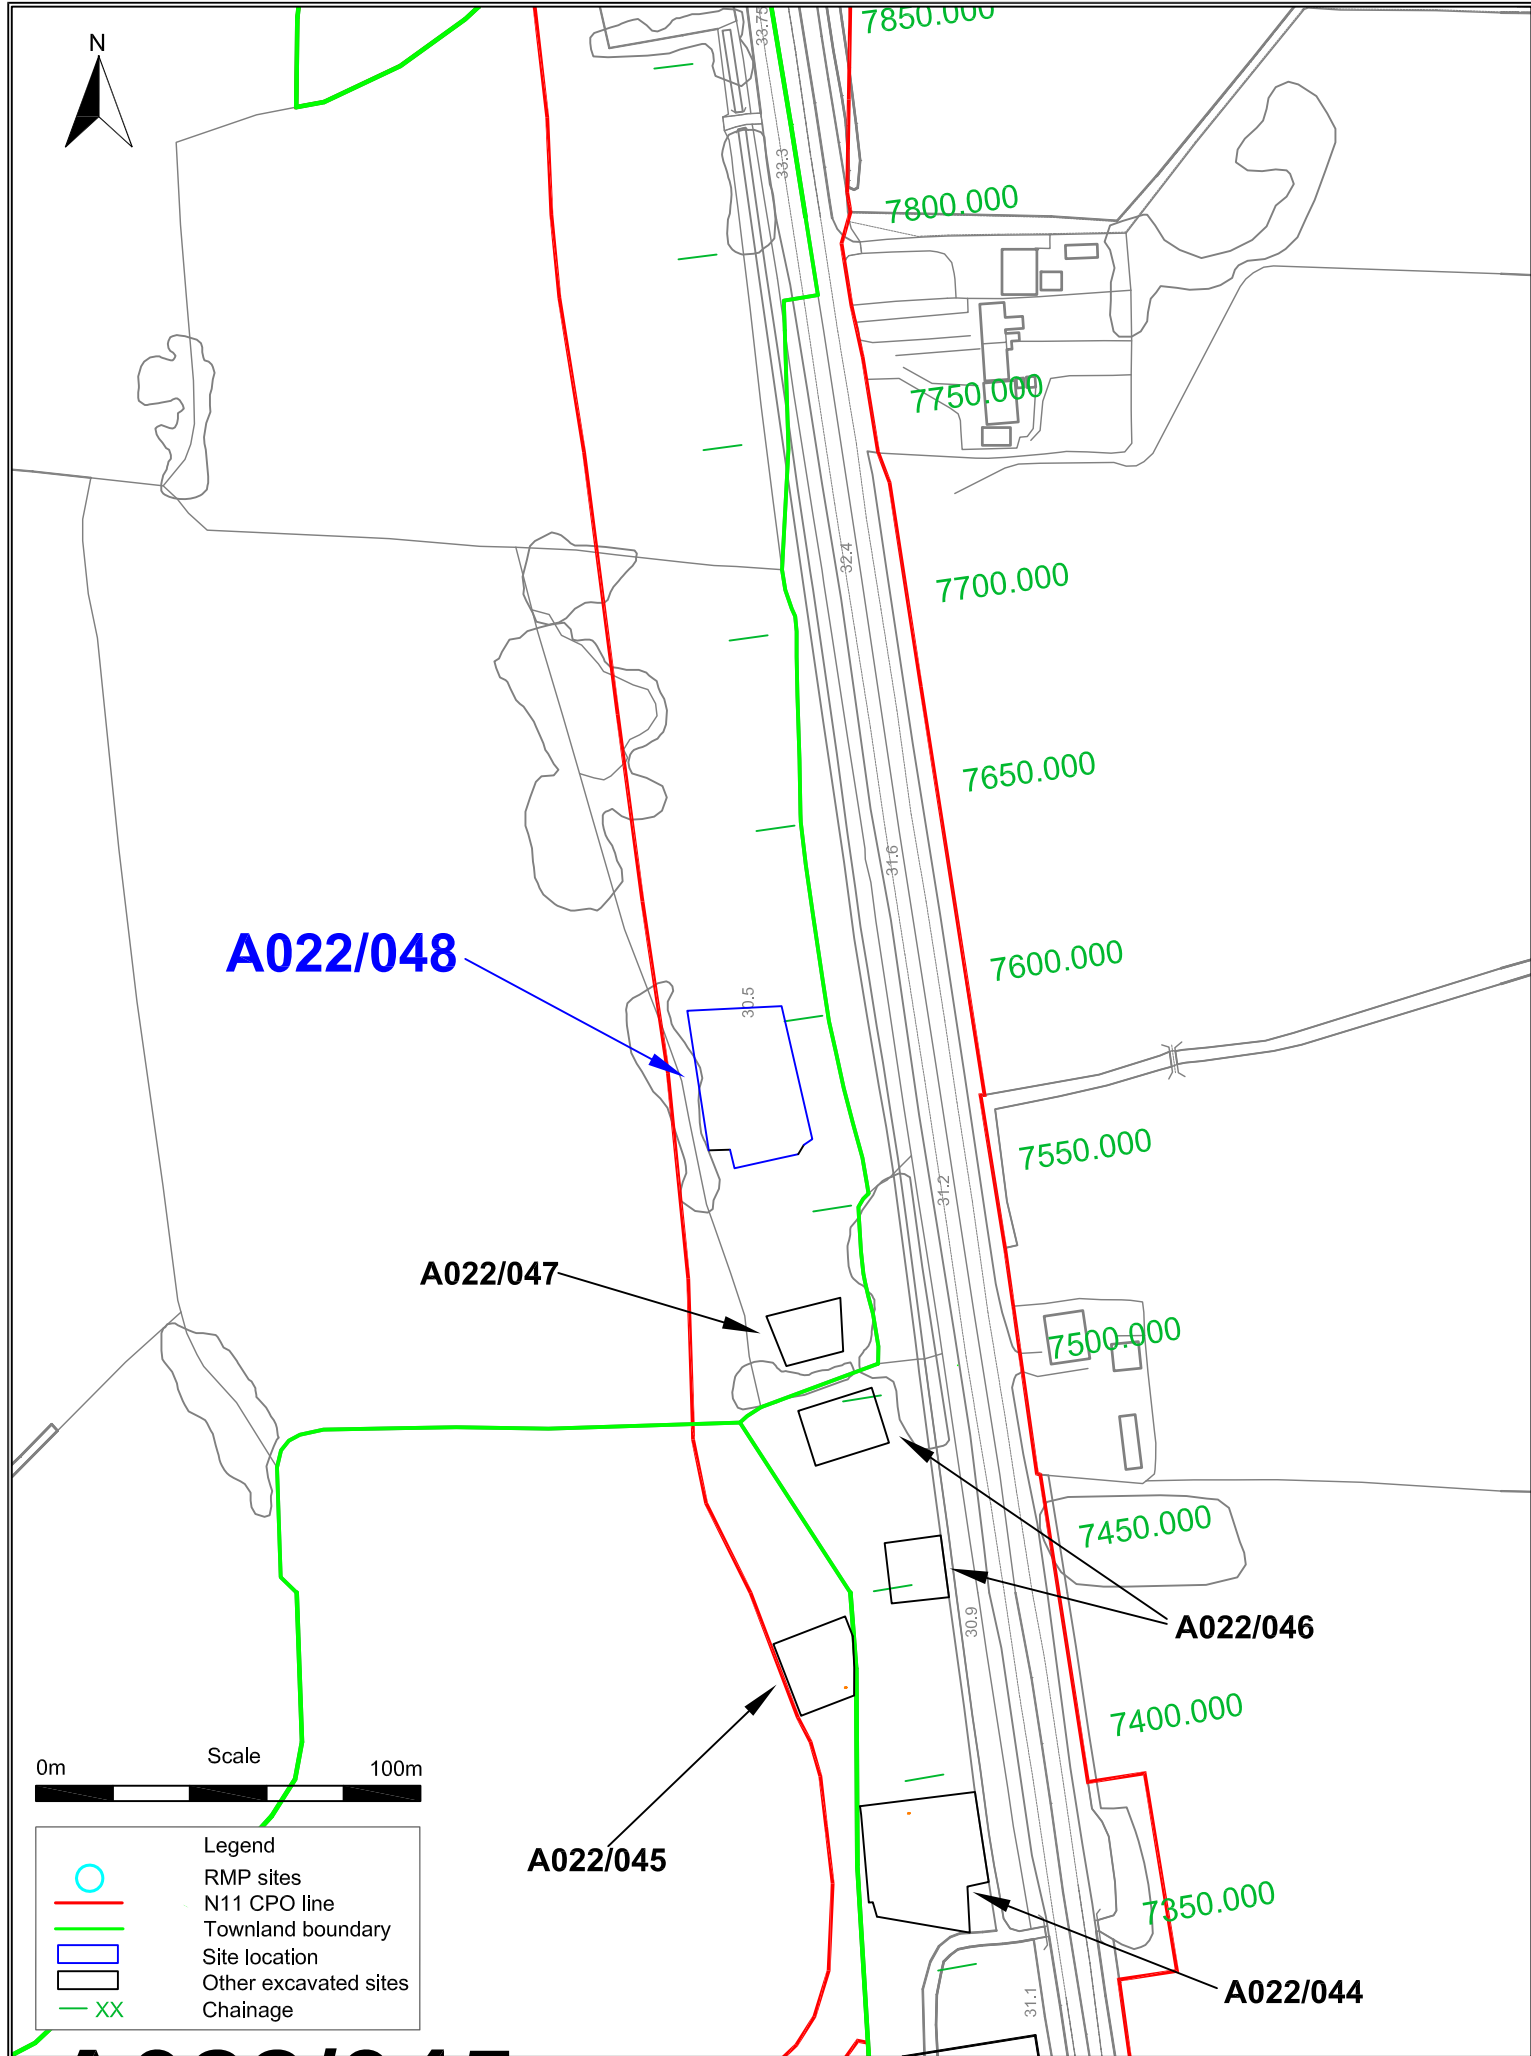 7850.000
33.75
N
33.3
7800.000
7750.000
32.4
7700.000
7650.000
31.6
A022/048
7600.000
30.5
7550.000
31.2
A022/047
7500.000
7450.000
30.9
A022/046
7400.000
Scale
0m 100m
A022/045
Legend
RMP sites
N11 CPO line
Townland boundary
Site location
Other excavated sites
XX Chainage
7350.000
A022/044
31.1